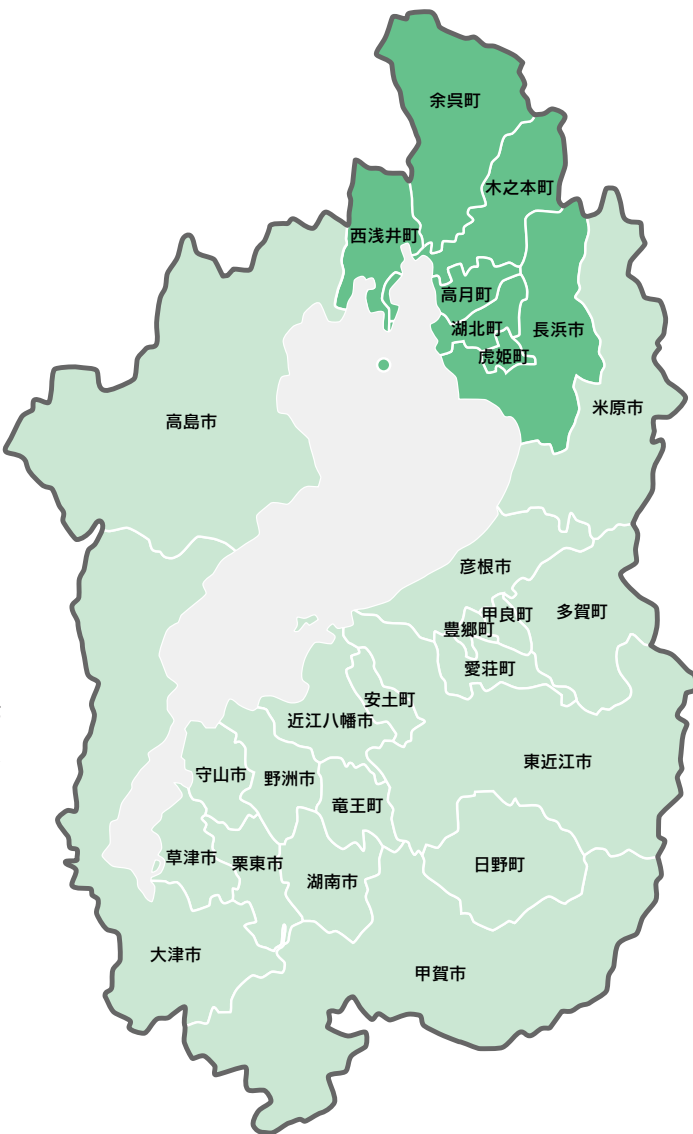 余呉町
木之本町
西浅井町
高月町
湖北町
長浜市
虎姫町
米原市
高島市
彦根市
甲良町
多賀町
豊郷町
愛荘町
安土町
近江八幡市
東近江市
守山市
野洲市
竜王町
草津市
栗東市
日野町
湖南市
大津市
甲賀市